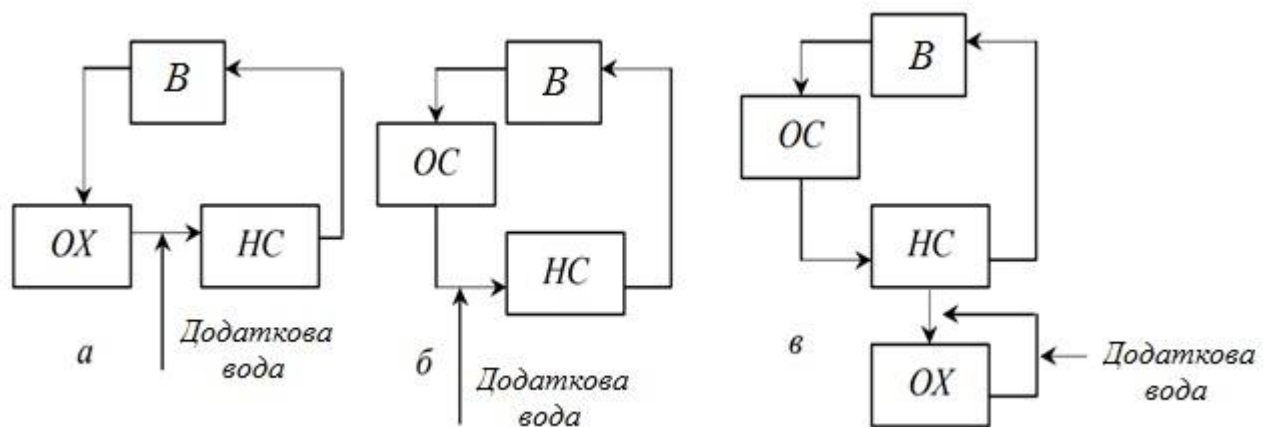 В
ОХ
НС
Додаткова
вода
а
В
ОС
НС
Додаткова
вода
б
В
ОС
НС
ОХ
Додаткова
вода
в